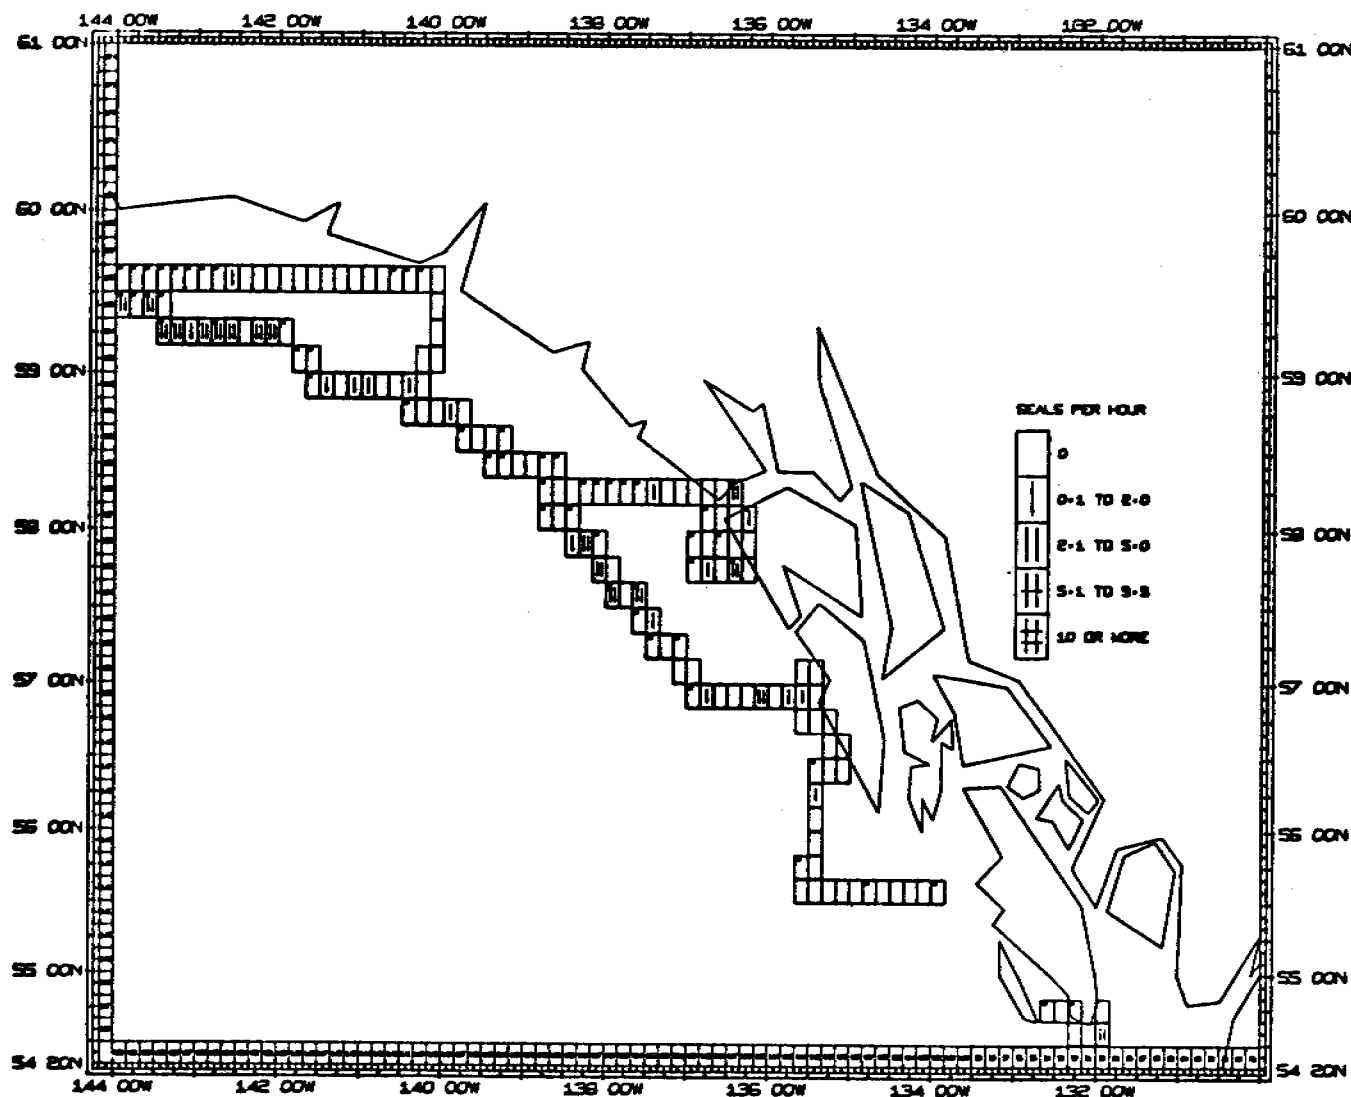 144 00W 142 00W 140 00W 138 00W 136 00W 134 00W 132 00W
61 00N 61 00N
60 00N 60 00N
59 00N 59 00N
SEALS PER HOUR
0
0.1 TO 2.0
58 00N 58 00N
2.1 TO 5.0
5.1 TO 9.9
10 OR MORE
57 00N 57 00N
56 00N 56 00N
55 00N 55 00N
54 20N 54 20N
144 00W 142 00W 140 00W 138 00W 136 00W 134 00W 132 00W